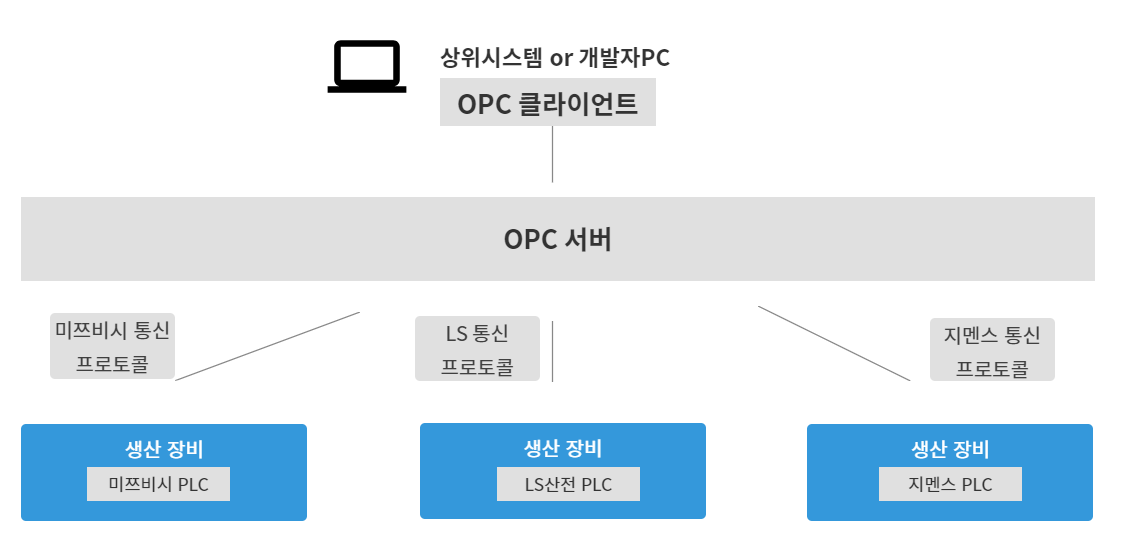 상위시스템 or 개발자PC
OPC 클라이언트
OPC 서버
미쯔비시 통신
프로토콜
LS 통신
프로토콜
지멘스 통신
프로토콜
생산 장비
미쯔비시 PLC
생산 장비
LS산전 PLC
생산 장비
지멘스 PLC